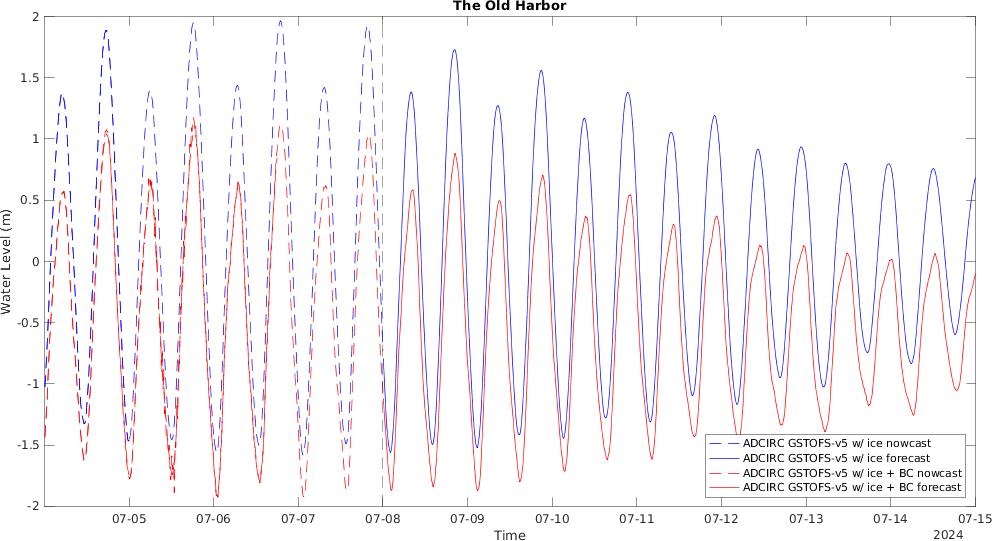 The Old Harbor
2
1.5
1
0.5
0
-0.5
-1
-1.5
-2
Water Level (m)
07-05 07-06 07-07 07-08 07-09 07-10 07-11 07-12 07-13 07-14 07-15
Time
2024
ADCIRC GSTOFS-v5 w/ ice nowcast
ADCIRC GSTOFS-v5 w/ ice forecast
ADCIRC GSTOFS-v5 w/ ice + BC nowcast
ADCIRC GSTOFS-v5 w/ ice + BC forecast